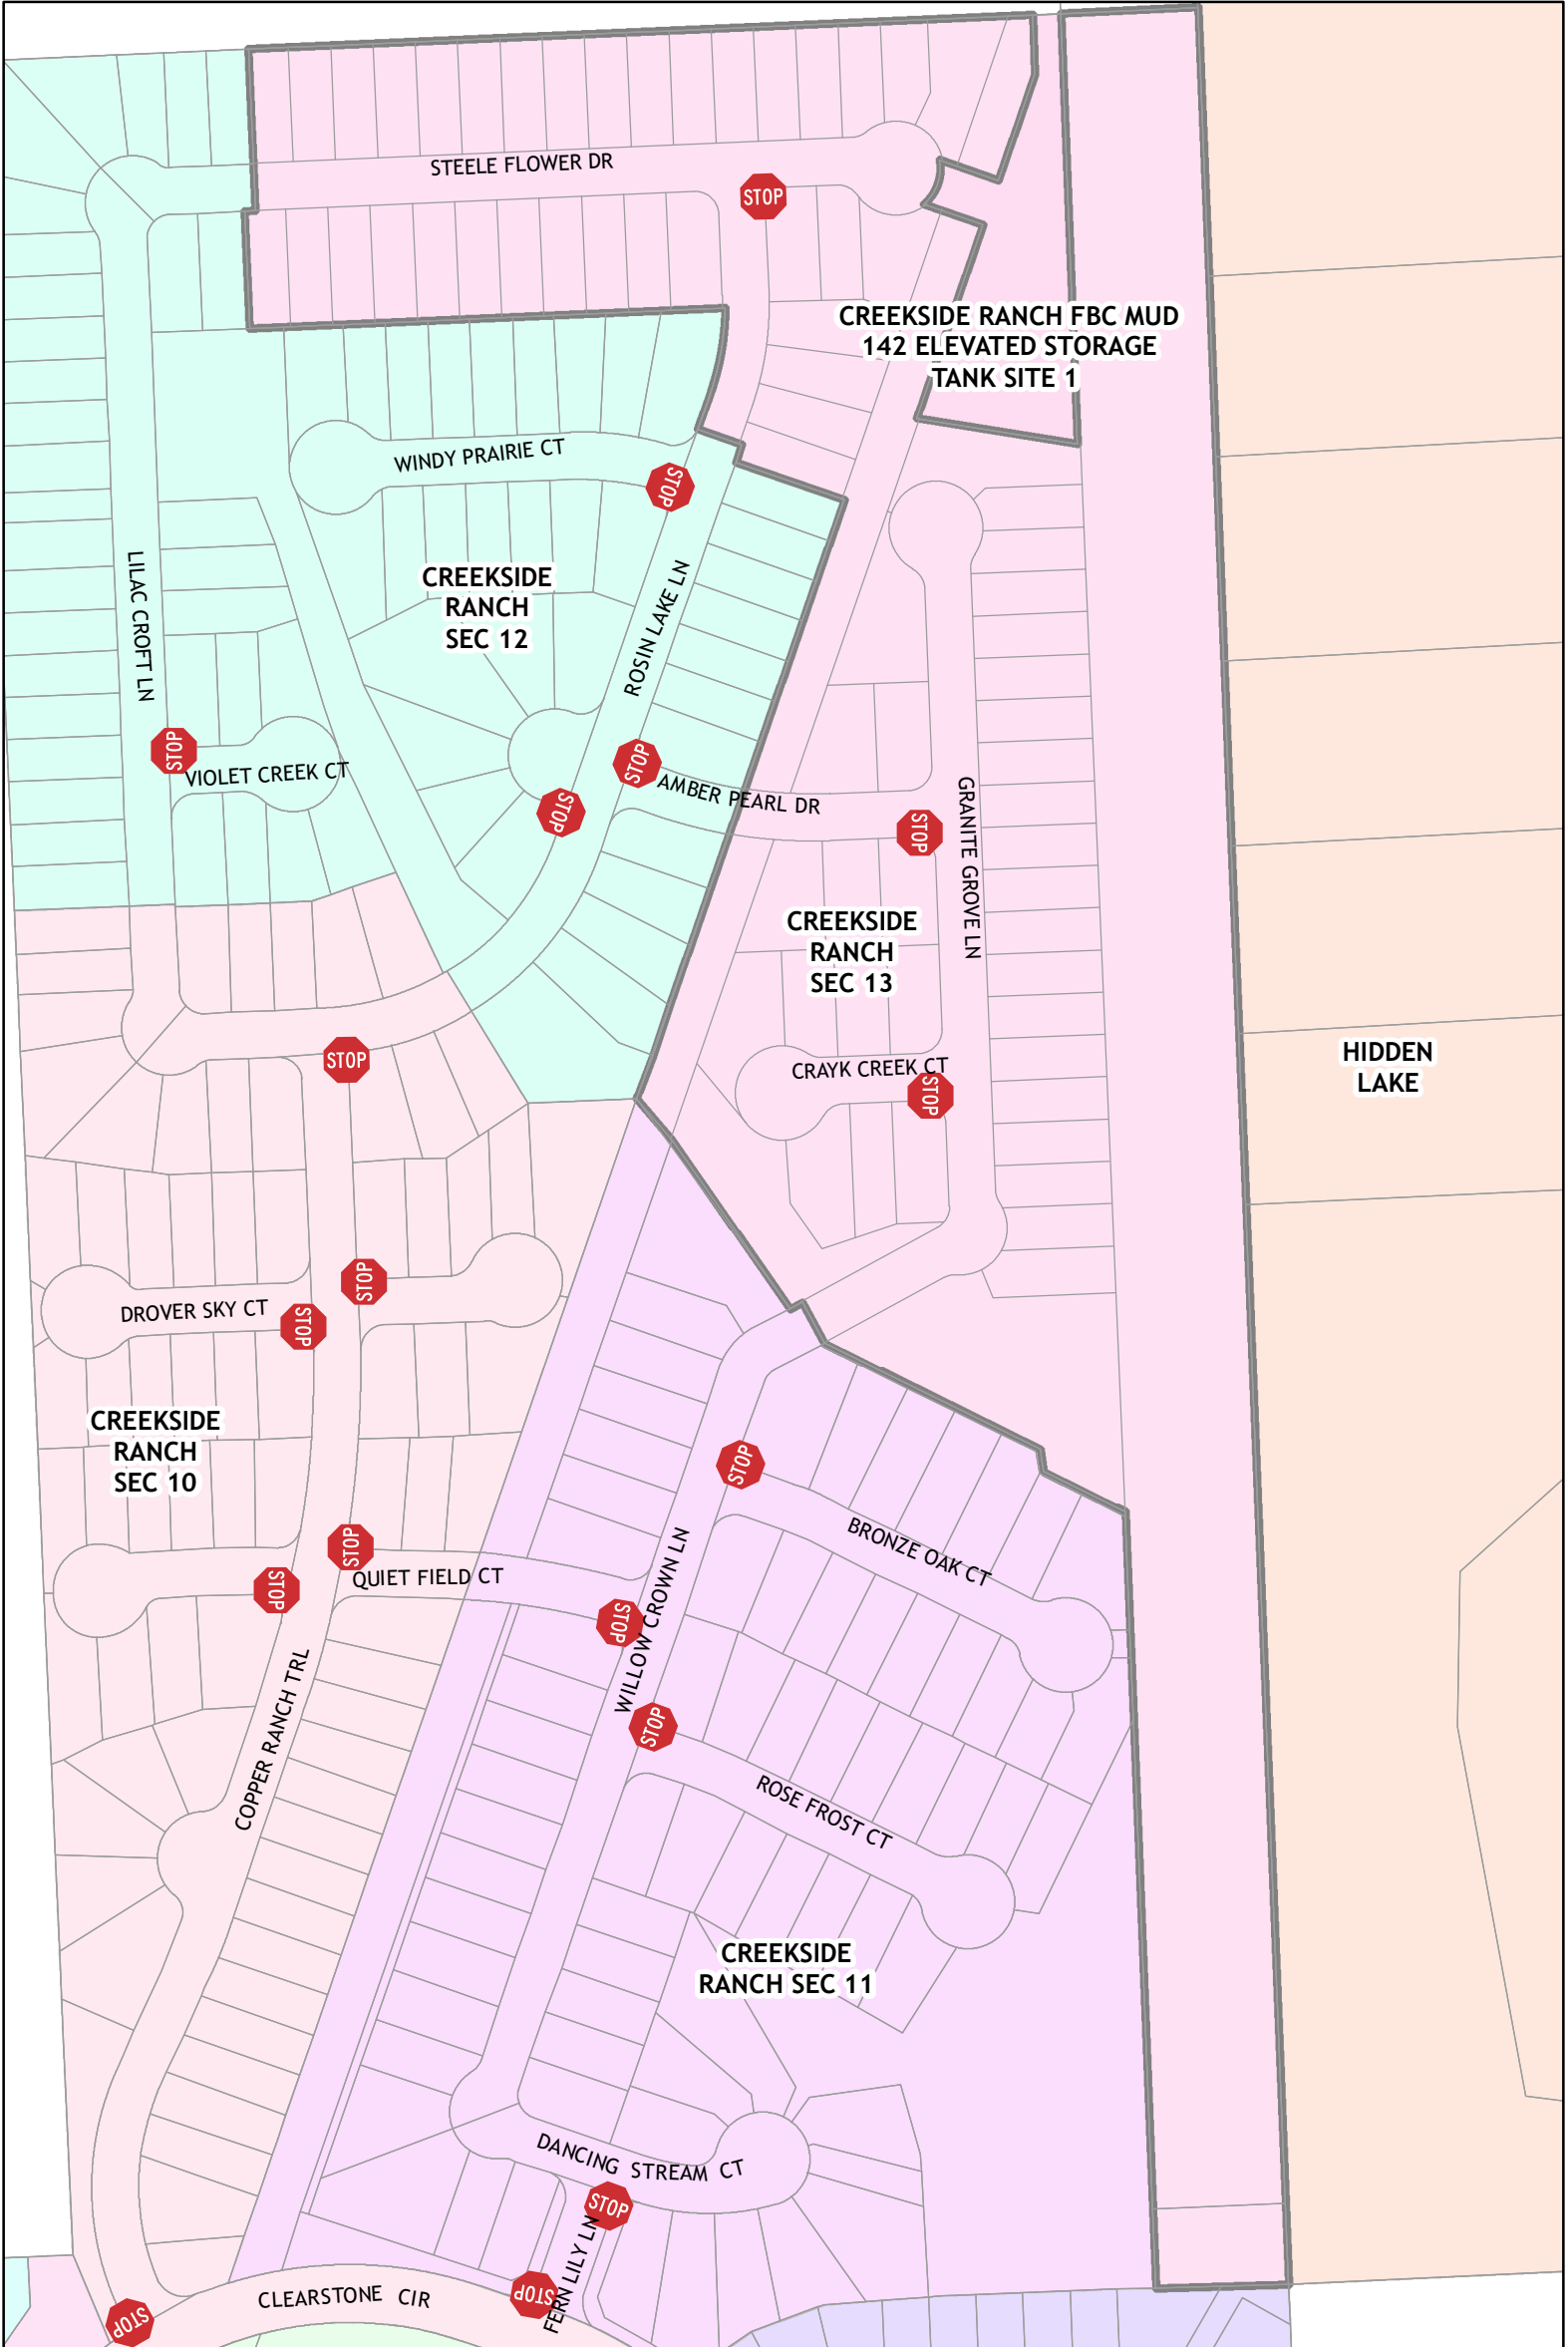 STEELE FLOWER DR
STOP
CREEKSIDE RANCH FBC MUD
142 ELEVATED STORAGE
TANK SITE 1
WINDY PRAIRIE CT
STOP
CREEKSIDE
RANCH
SEC 12
LILAC CROFT LN
ROSIN LAKE LN
STOP
VIOLET CREEK CT
STOP
AMBER PEARL DR
STOP
STOP
GRANITE GROVE LN
CREEKSIDE
RANCH
SEC 13
STOP
CRAYK CREEK CT
STOP
HIDDEN
LAKE
STOP
DROVER SKY CT
STOP
CREEKSIDE
RANCH
SEC 10
STOP
BRONZE OAK CT
STOP
QUIET FIELD CT
STOP
STOP
WILLOW CROWN LN
STOP
COPPER RANCH TRL
ROSE FROST CT
CREEKSIDE
RANCH SEC 11
DANCING STREAM CT
STOP
FERN LILY LN
STOP
CLEARSTONE CIR
STOP